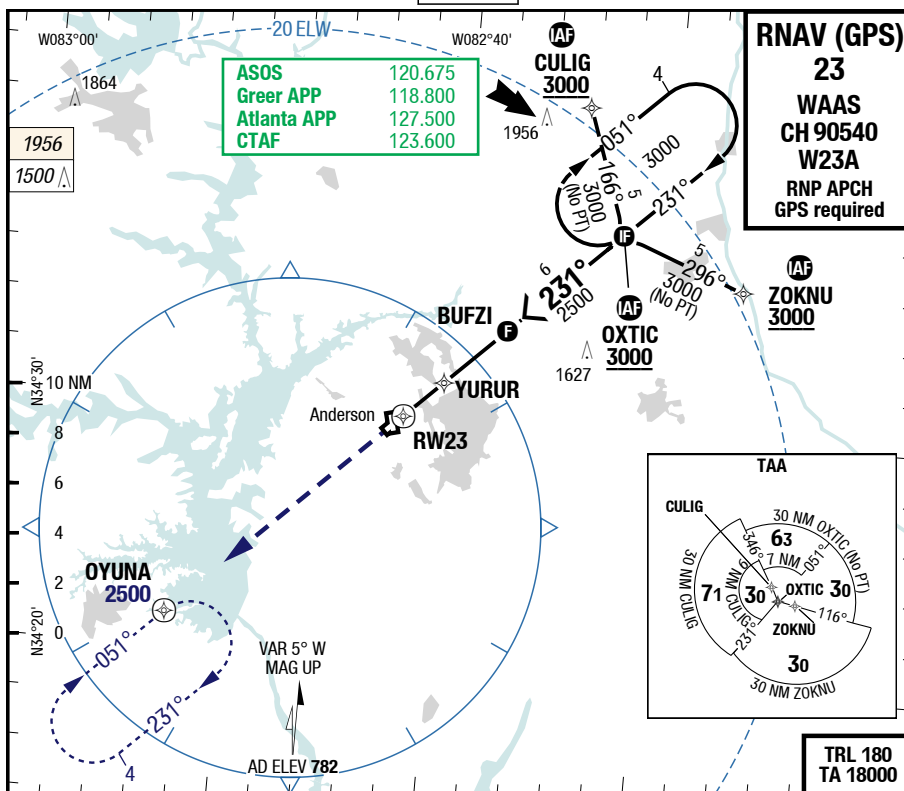 W083°00'
20 ELW
W082°40'
IAF
CULIG
3000
RNAV (GPS)
23
WAAS
CH 90540
W23A
RNP APCH
GPS required
1864
ASOS 120.675
Greer APP 118.800
Atlanta APP 127.500
CTAF 123.600
1956
1500
1956
4
051°
3000
166°
5
3000
(No PT)
231°
IF
5
296°
3000
(No PT)
IAF
ZOKNU
3000
6
231°
2500
IAF
OXTIC
3000
BUFZI
F
1627
N34°30'
10 NM
YURUR
Anderson
RW23
8
6
4
2
0
N34°20'
OYUNA
2500
051°
231°
4
VAR 5° W
MAG UP
AD ELEV 782
TAA
CULIG
30 NM OXTIC (No PT)
63
346°
7 NM
051°
30 NM CULIG
71
9 NM CULIG
30
OXTIC
30
231°
116°
ZOKNU
30
30 NM ZOKNU
TRL 180
TA 18000